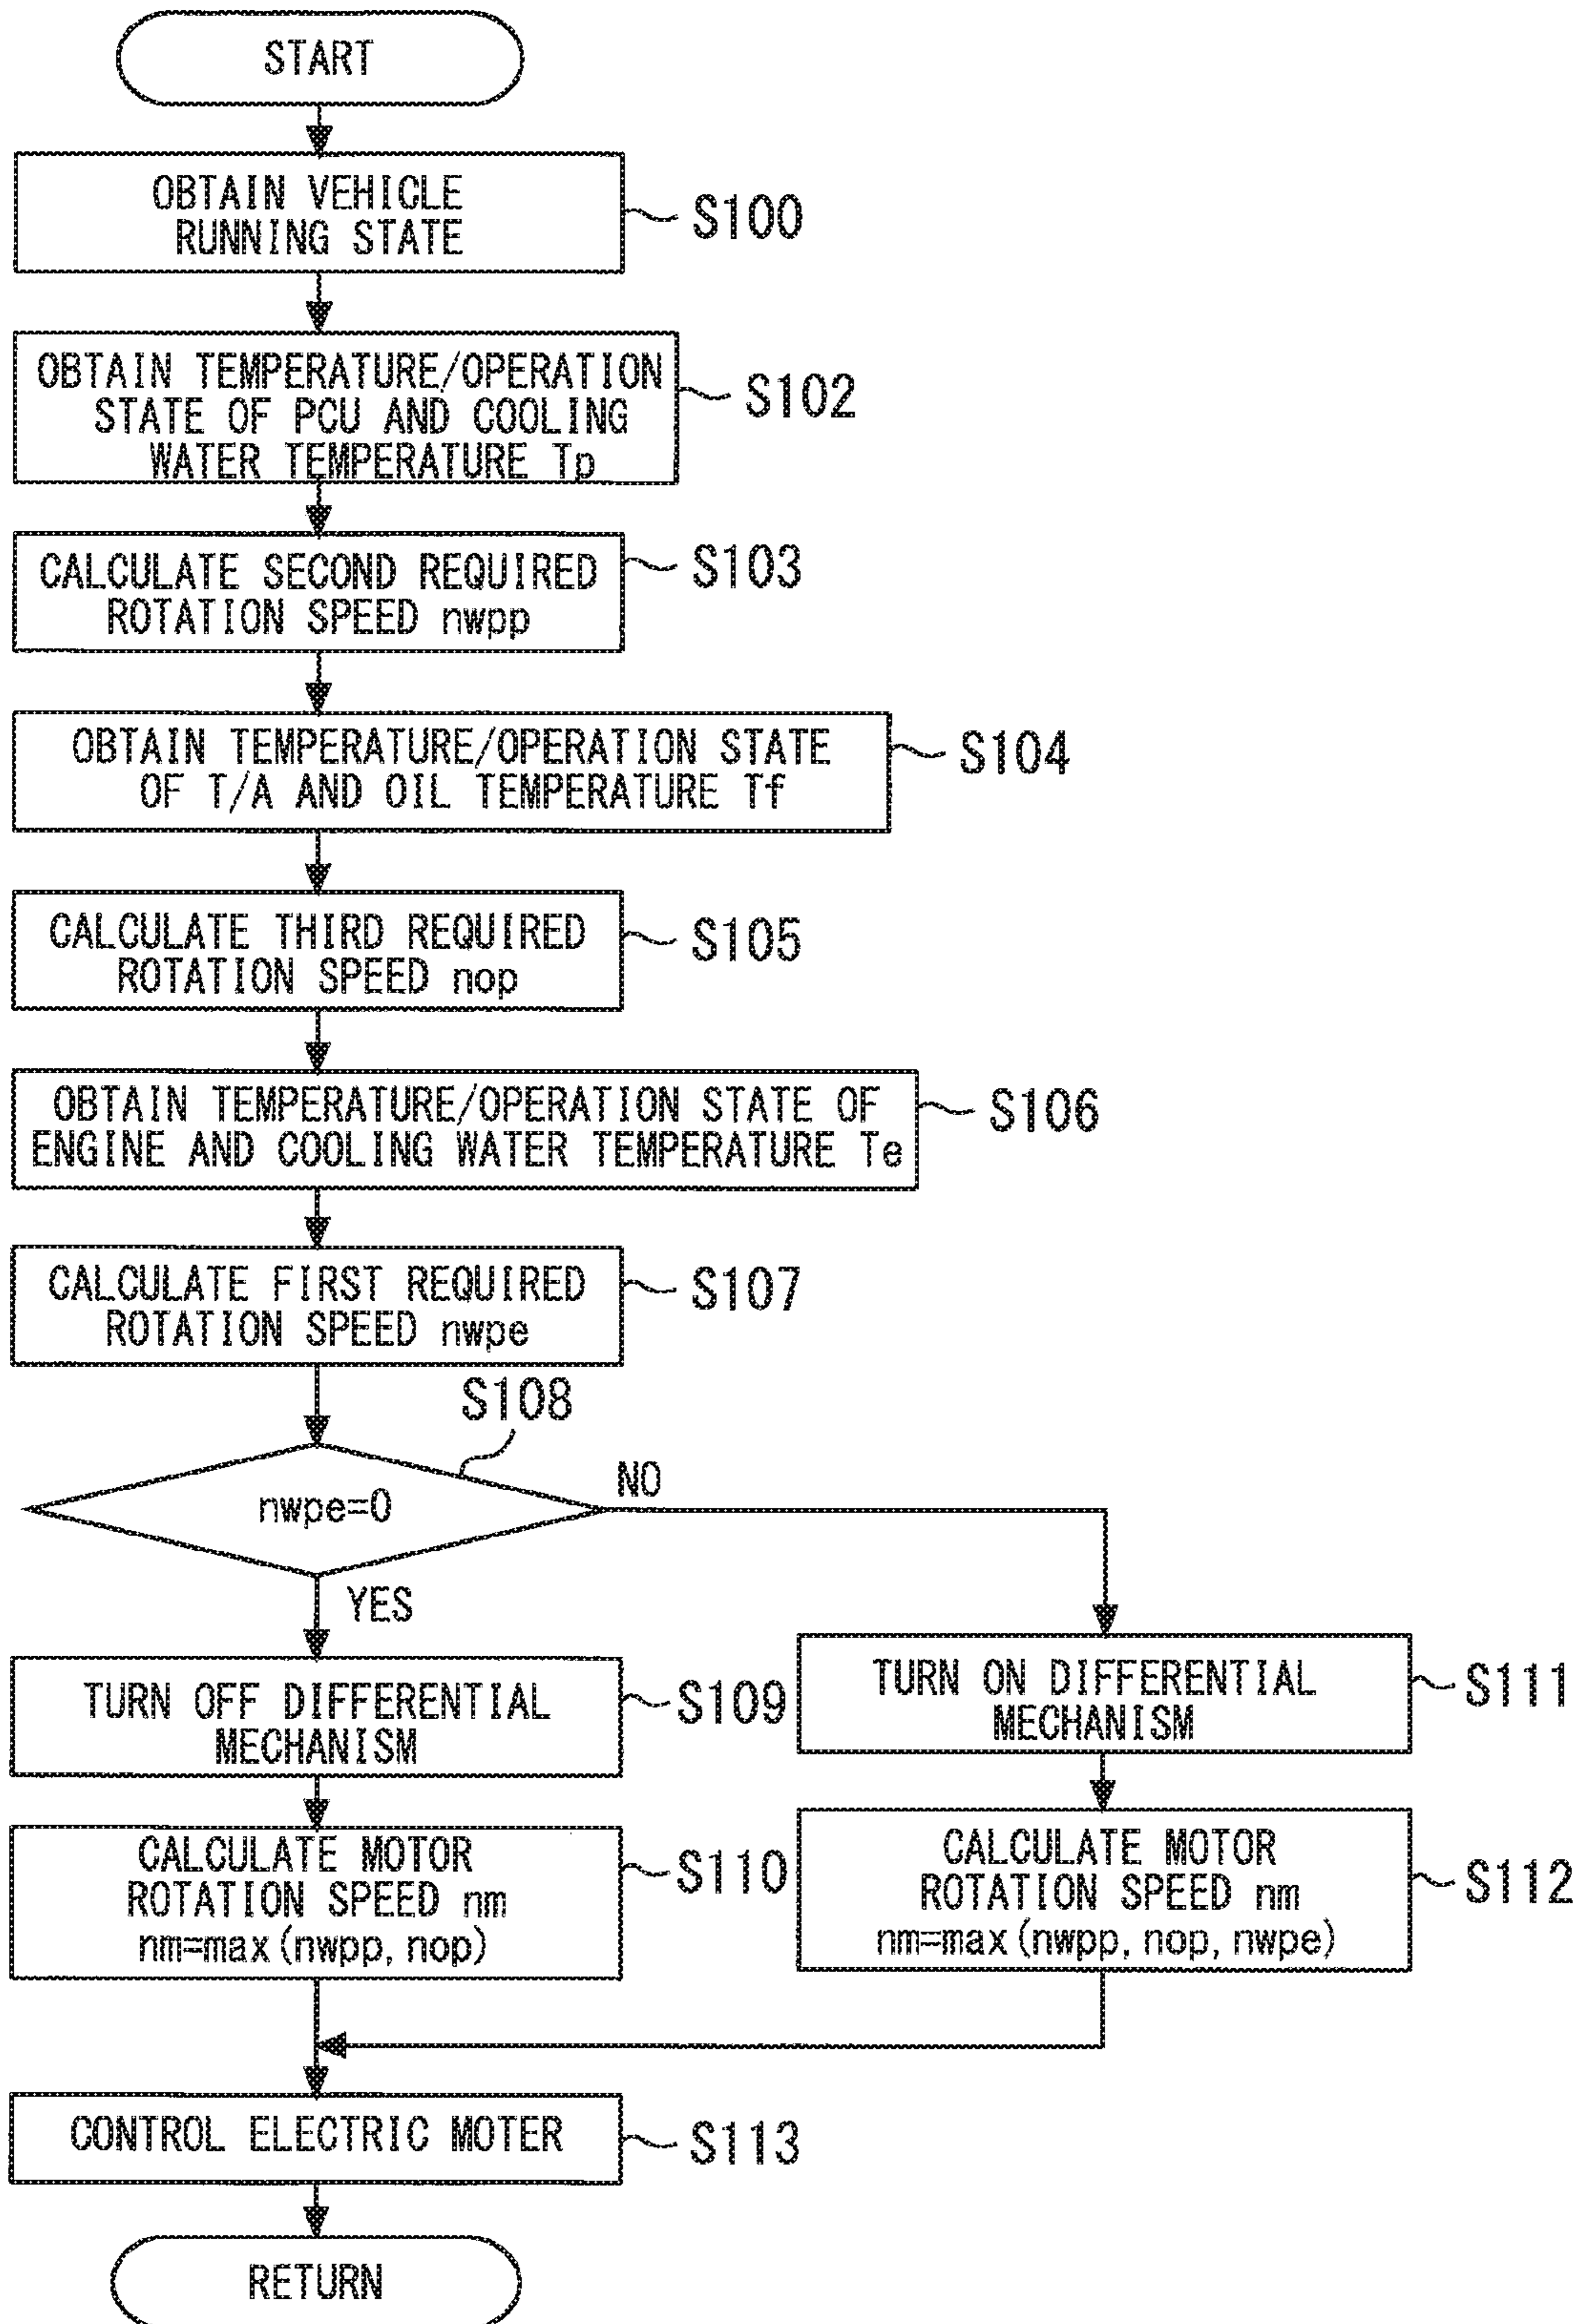 START
OBTAIN VEHICLE
RUNNING STATE
S100
OBTAIN TEMPERATURE/OPERATION
STATE OF PCU AND COOLING
WATER TEMPERATURE Tp
S102
CALCULATE SECOND REQUIRED
ROTATION SPEED nwpp
S103
OBTAIN TEMPERATURE/OPERATION STATE
OF T/A AND OIL TEMPERATURE Tf
S104
CALCULATE THIRD REQUIRED
ROTATION SPEED nop
S105
OBTAIN TEMPERATURE/OPERATION STATE OF
ENGINE AND COOLING WATER TEMPERATURE Te
S106
CALCULATE FIRST REQUIRED
ROTATION SPEED nwpe
S107
S108
nwpe=0
NO
YES
TURN OFF DIFFERENTIAL
MECHANISM
S109
TURN ON DIFFERENTIAL
MECHANISM
S111
CALCULATE MOTOR
ROTATION SPEED nm
nm=max(nwpp, nop)
S110
CALCULATE MOTOR
ROTATION SPEED nm
nm=max(nwpp, nop, nwpe)
S112
CONTROL ELECTRIC MOTER
S113
RETURN